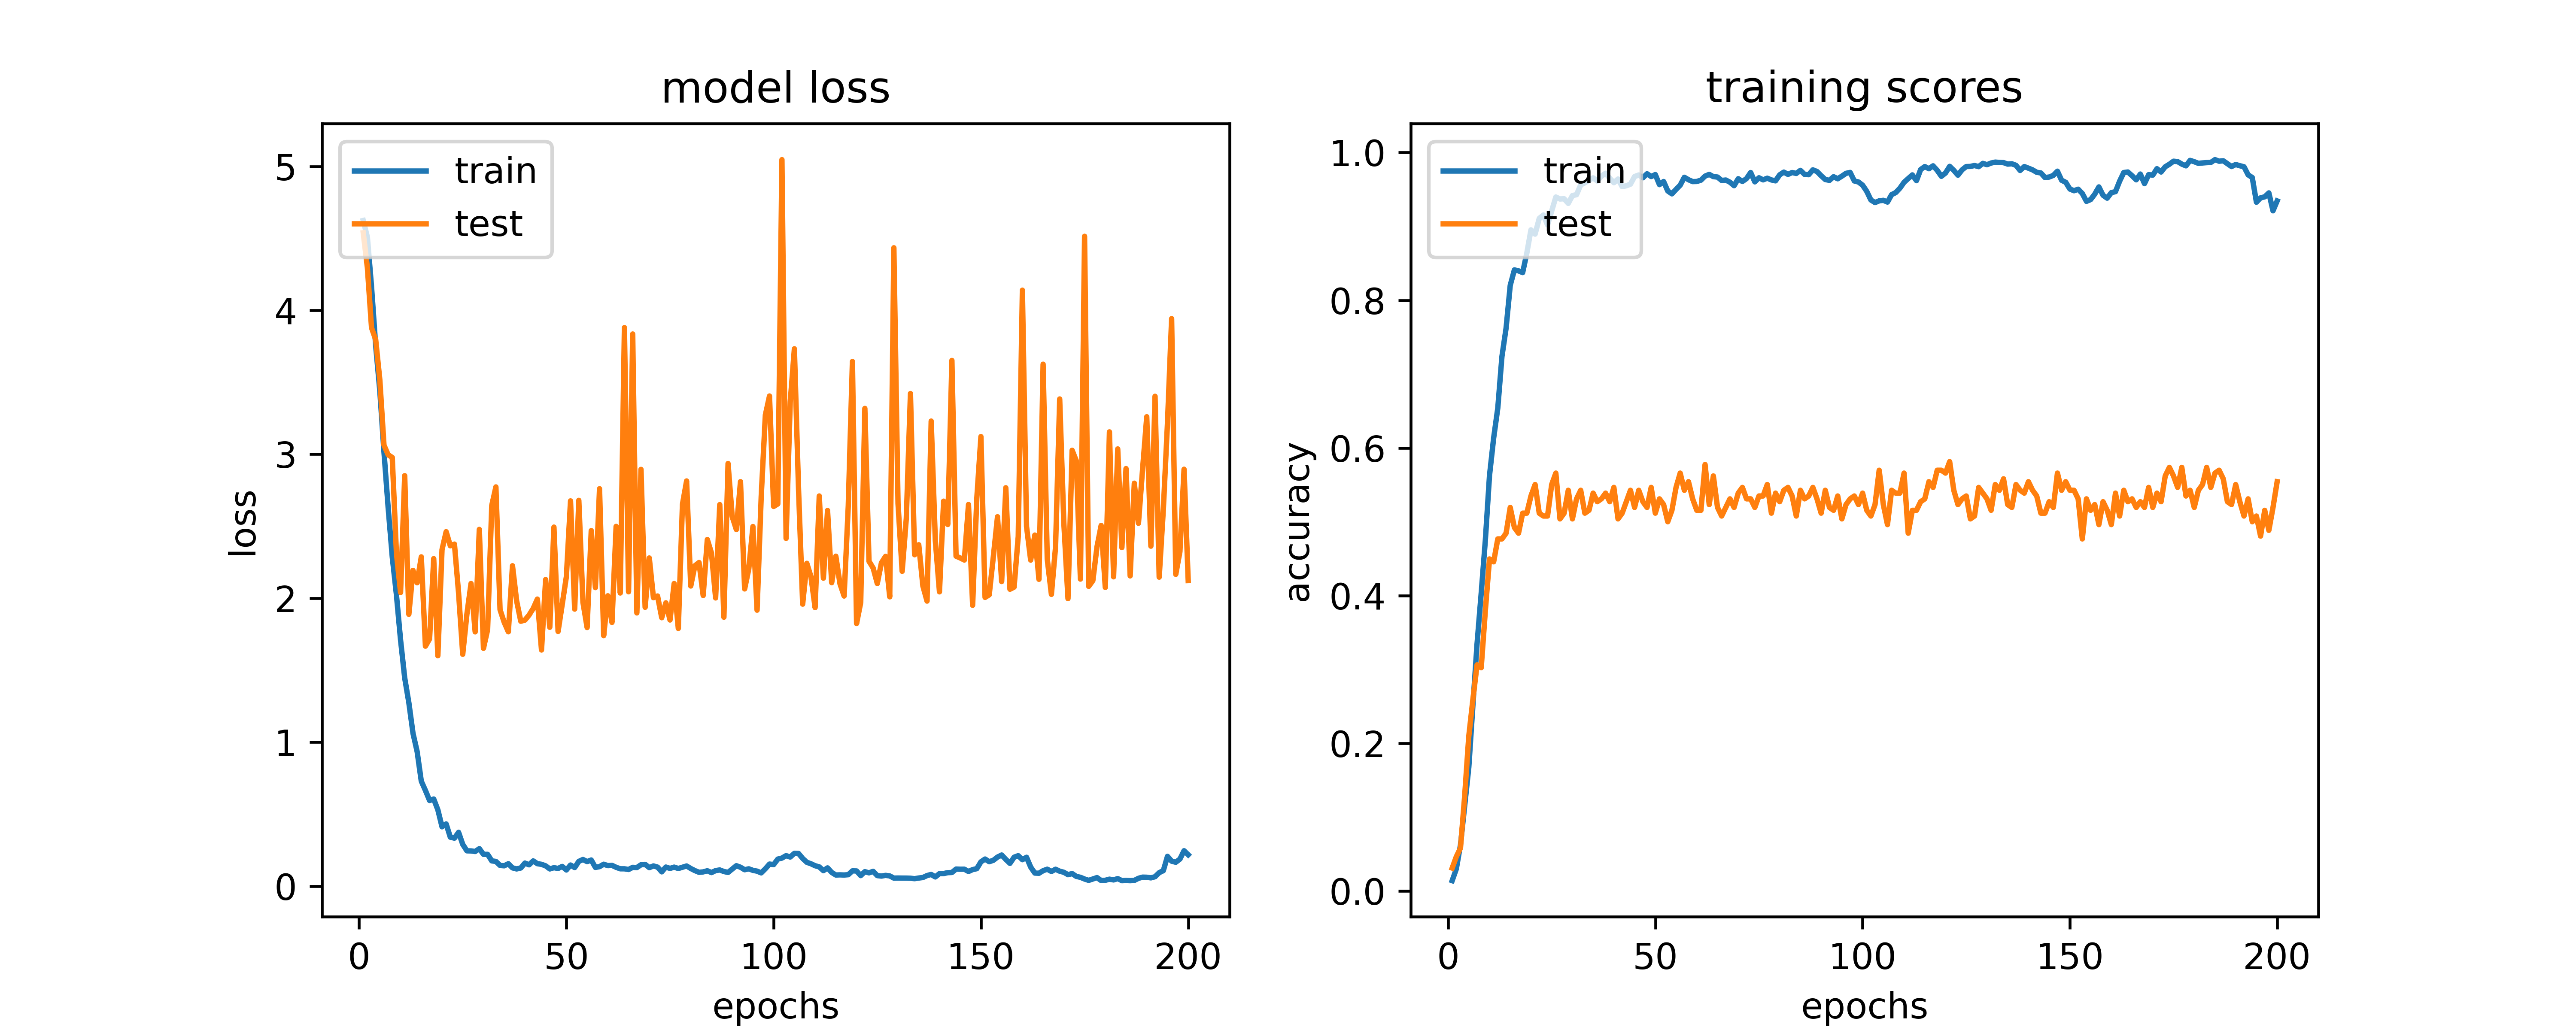 model loss
train
test
5
4
3
2
1
0
loss
0 50 100 150 200
epochs
training scores
train
test
1.0
0.8
0.6
0.4
0.2
0.0
accuracy
0 50 100 150 200
epochs